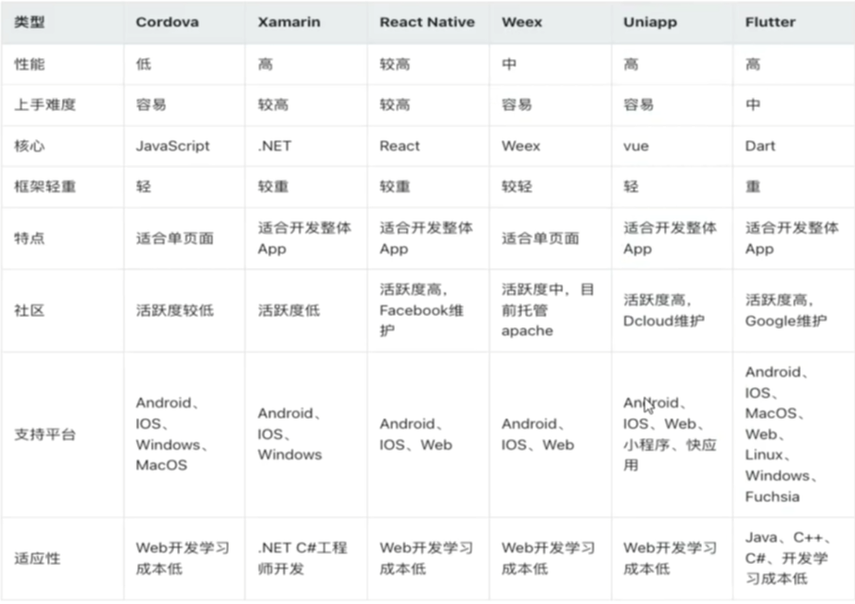 类型 Cordova Xamarin React Native Weex Uniapp Flutter
性能 低 高 较高 中 高 高
上手难度 容易 较高 较高 容易 容易 中
核心 JavaScript .NET React Weex vue Dart
框架轻重 轻 较重 较重 较轻 轻 重
特点 适合单页面 适合开发整体App 适合开发整体App 适合单页面 适合开发整体App 适合开发整体App
社区 活跃度较低 活跃度低 活跃度高，Facebook维护 活跃度中，目前托管apache 活跃度高，Dcloud维护 活跃度高，Google维护
支持平台 Android、IOS、Windows、MacOS Android、IOS、Windows Android、IOS、Web Android、IOS、Web Android、IOS、Web、小程序、快应用 Android、IOS、MacOS、Web、Linux、Windows、Fuchsia
适应性 Web开发学习成本低 .NET C#工程师开发 Web开发学习成本低 Web开发学习成本低 Web开发学习成本低 Java、C++、C#、开发学习成本低